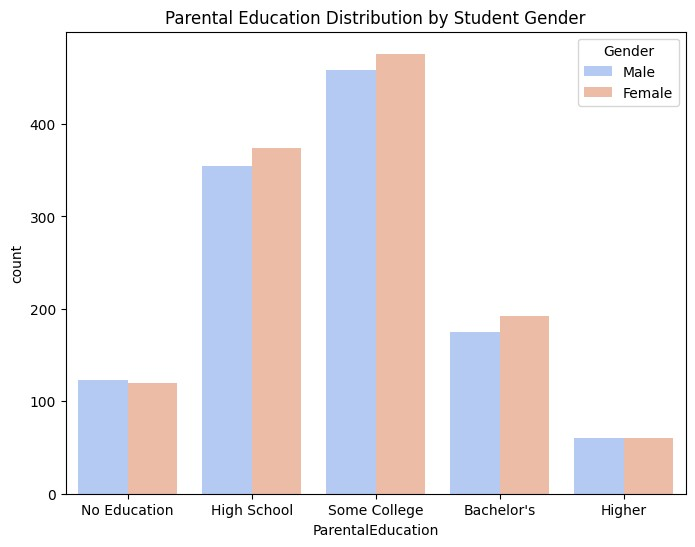 Parental Education Distribution by Student Gender
Gender
Male
Female
count
400
300
200
100
0
No Education
High School
Some College
Bachelor's
Higher
ParentalEducation